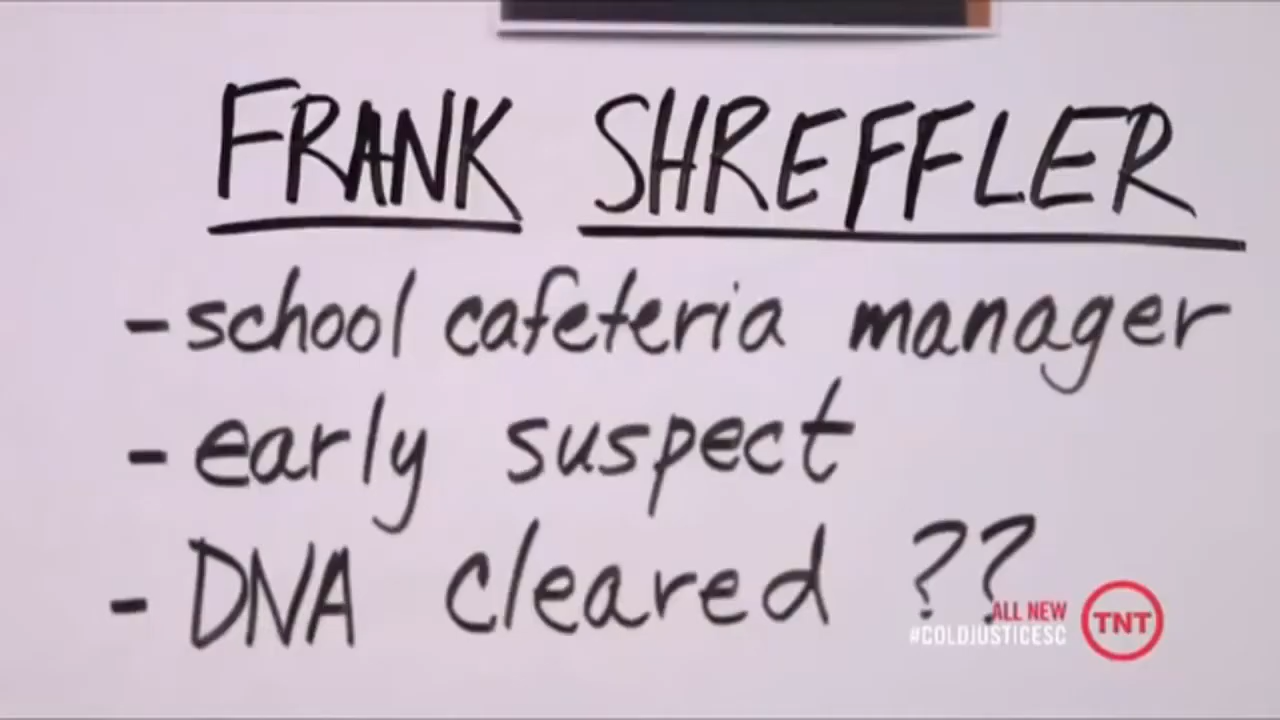 FRANK SHREFFLER
- school cafeteria manager
- early suspect
- DNA cleared ??
ALL NEW
#COLDJUSTICESC
TNT